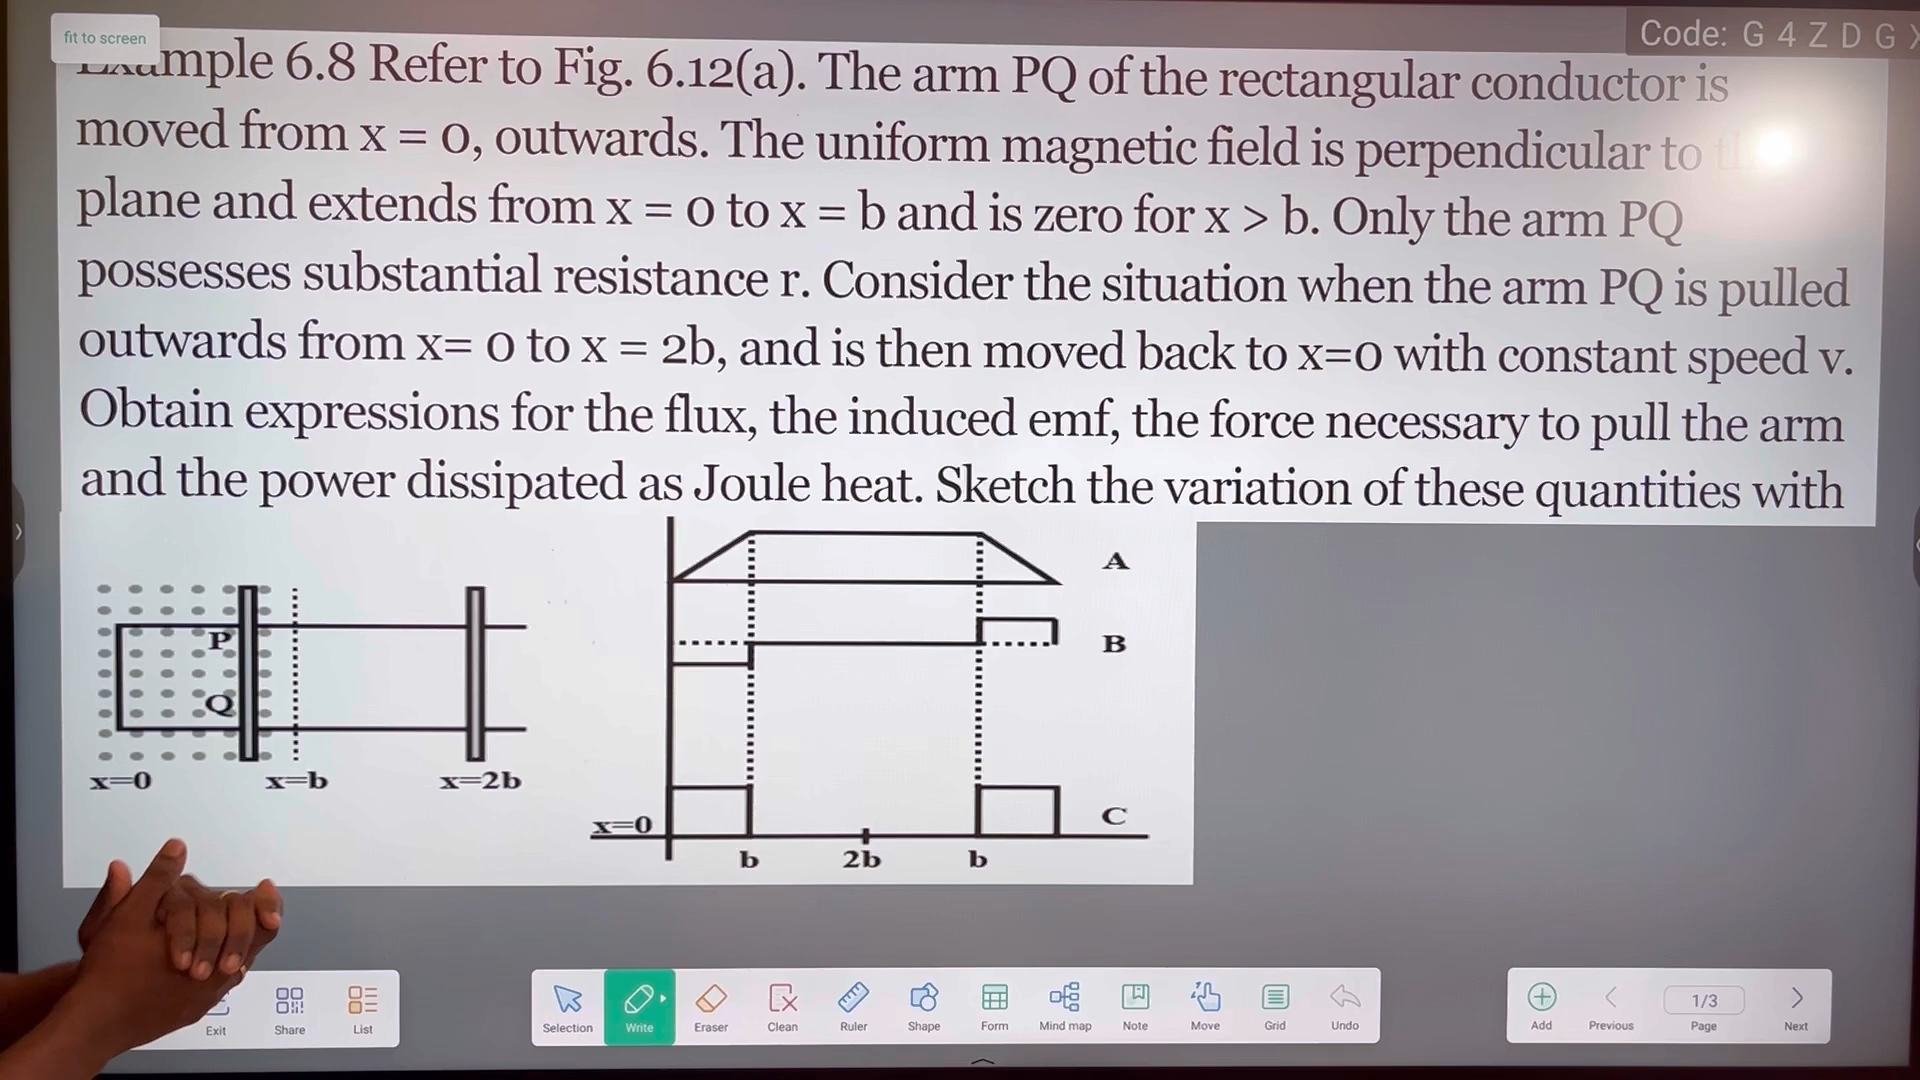 fit to screen
Code: G 4 Z D G
Example 6.8 Refer to Fig. 6.12(a). The arm PQ of the rectangular conductor is
moved from x = 0, outwards. The uniform magnetic field is perpendicular to
plane and extends from x = 0 to x = b and is zero for x > b. Only the arm PQ
possesses substantial resistance r. Consider the situation when the arm PQ is pulled
outwards from x= 0 to x = 2b, and is then moved back to x=0 with constant speed v.
Obtain expressions for the flux, the induced emf, the force necessary to pull the arm
and the power dissipated as Joule heat. Sketch the variation of these quantities with
P
Q
x=0
x=b
x=2b
A
B
C
x=0
b
2b
b
Exit
Share
List
Selection
Write
Eraser
Clean
Ruler
Shape
Form
Mind map
Note
Move
Grid
Undo
Add
Previous
1/3
Page
Next